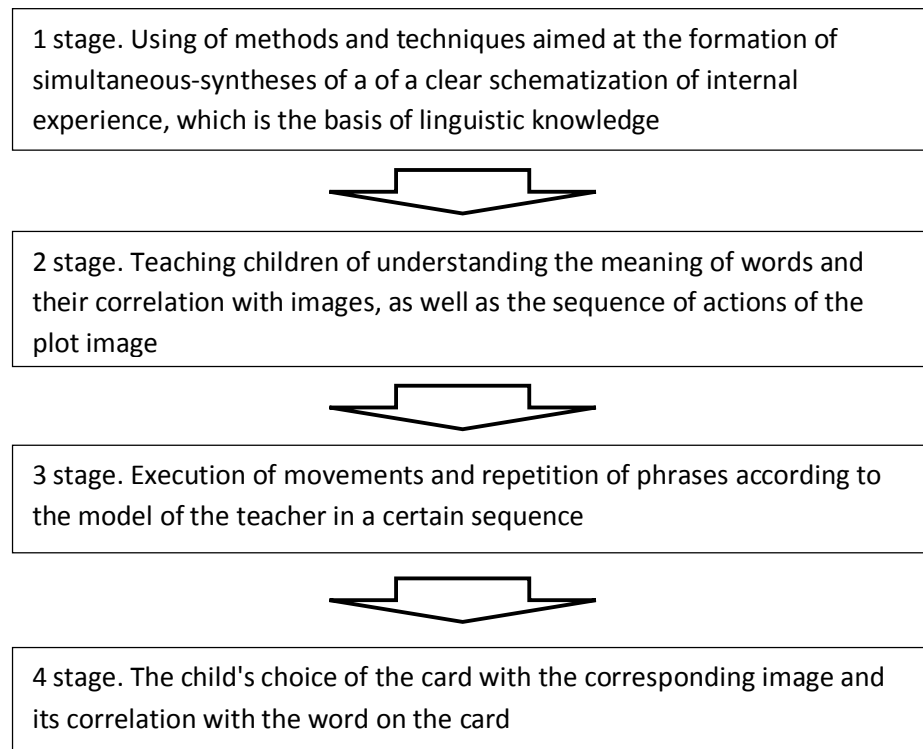 1 stage. Using of methods and techniques aimed at the formation of
simultaneous-syntheses of a of a clear schematization of internal
experience, which is the basis of linguistic knowledge
2 stage. Teaching children of understanding the meaning of words and
their correlation with images, as well as the sequence of actions of the
plot image
3 stage. Execution of movements and repetition of phrases according to
the model of the teacher in a certain sequence
4 stage. The child's choice of the card with the corresponding image and
its correlation with the word on the card